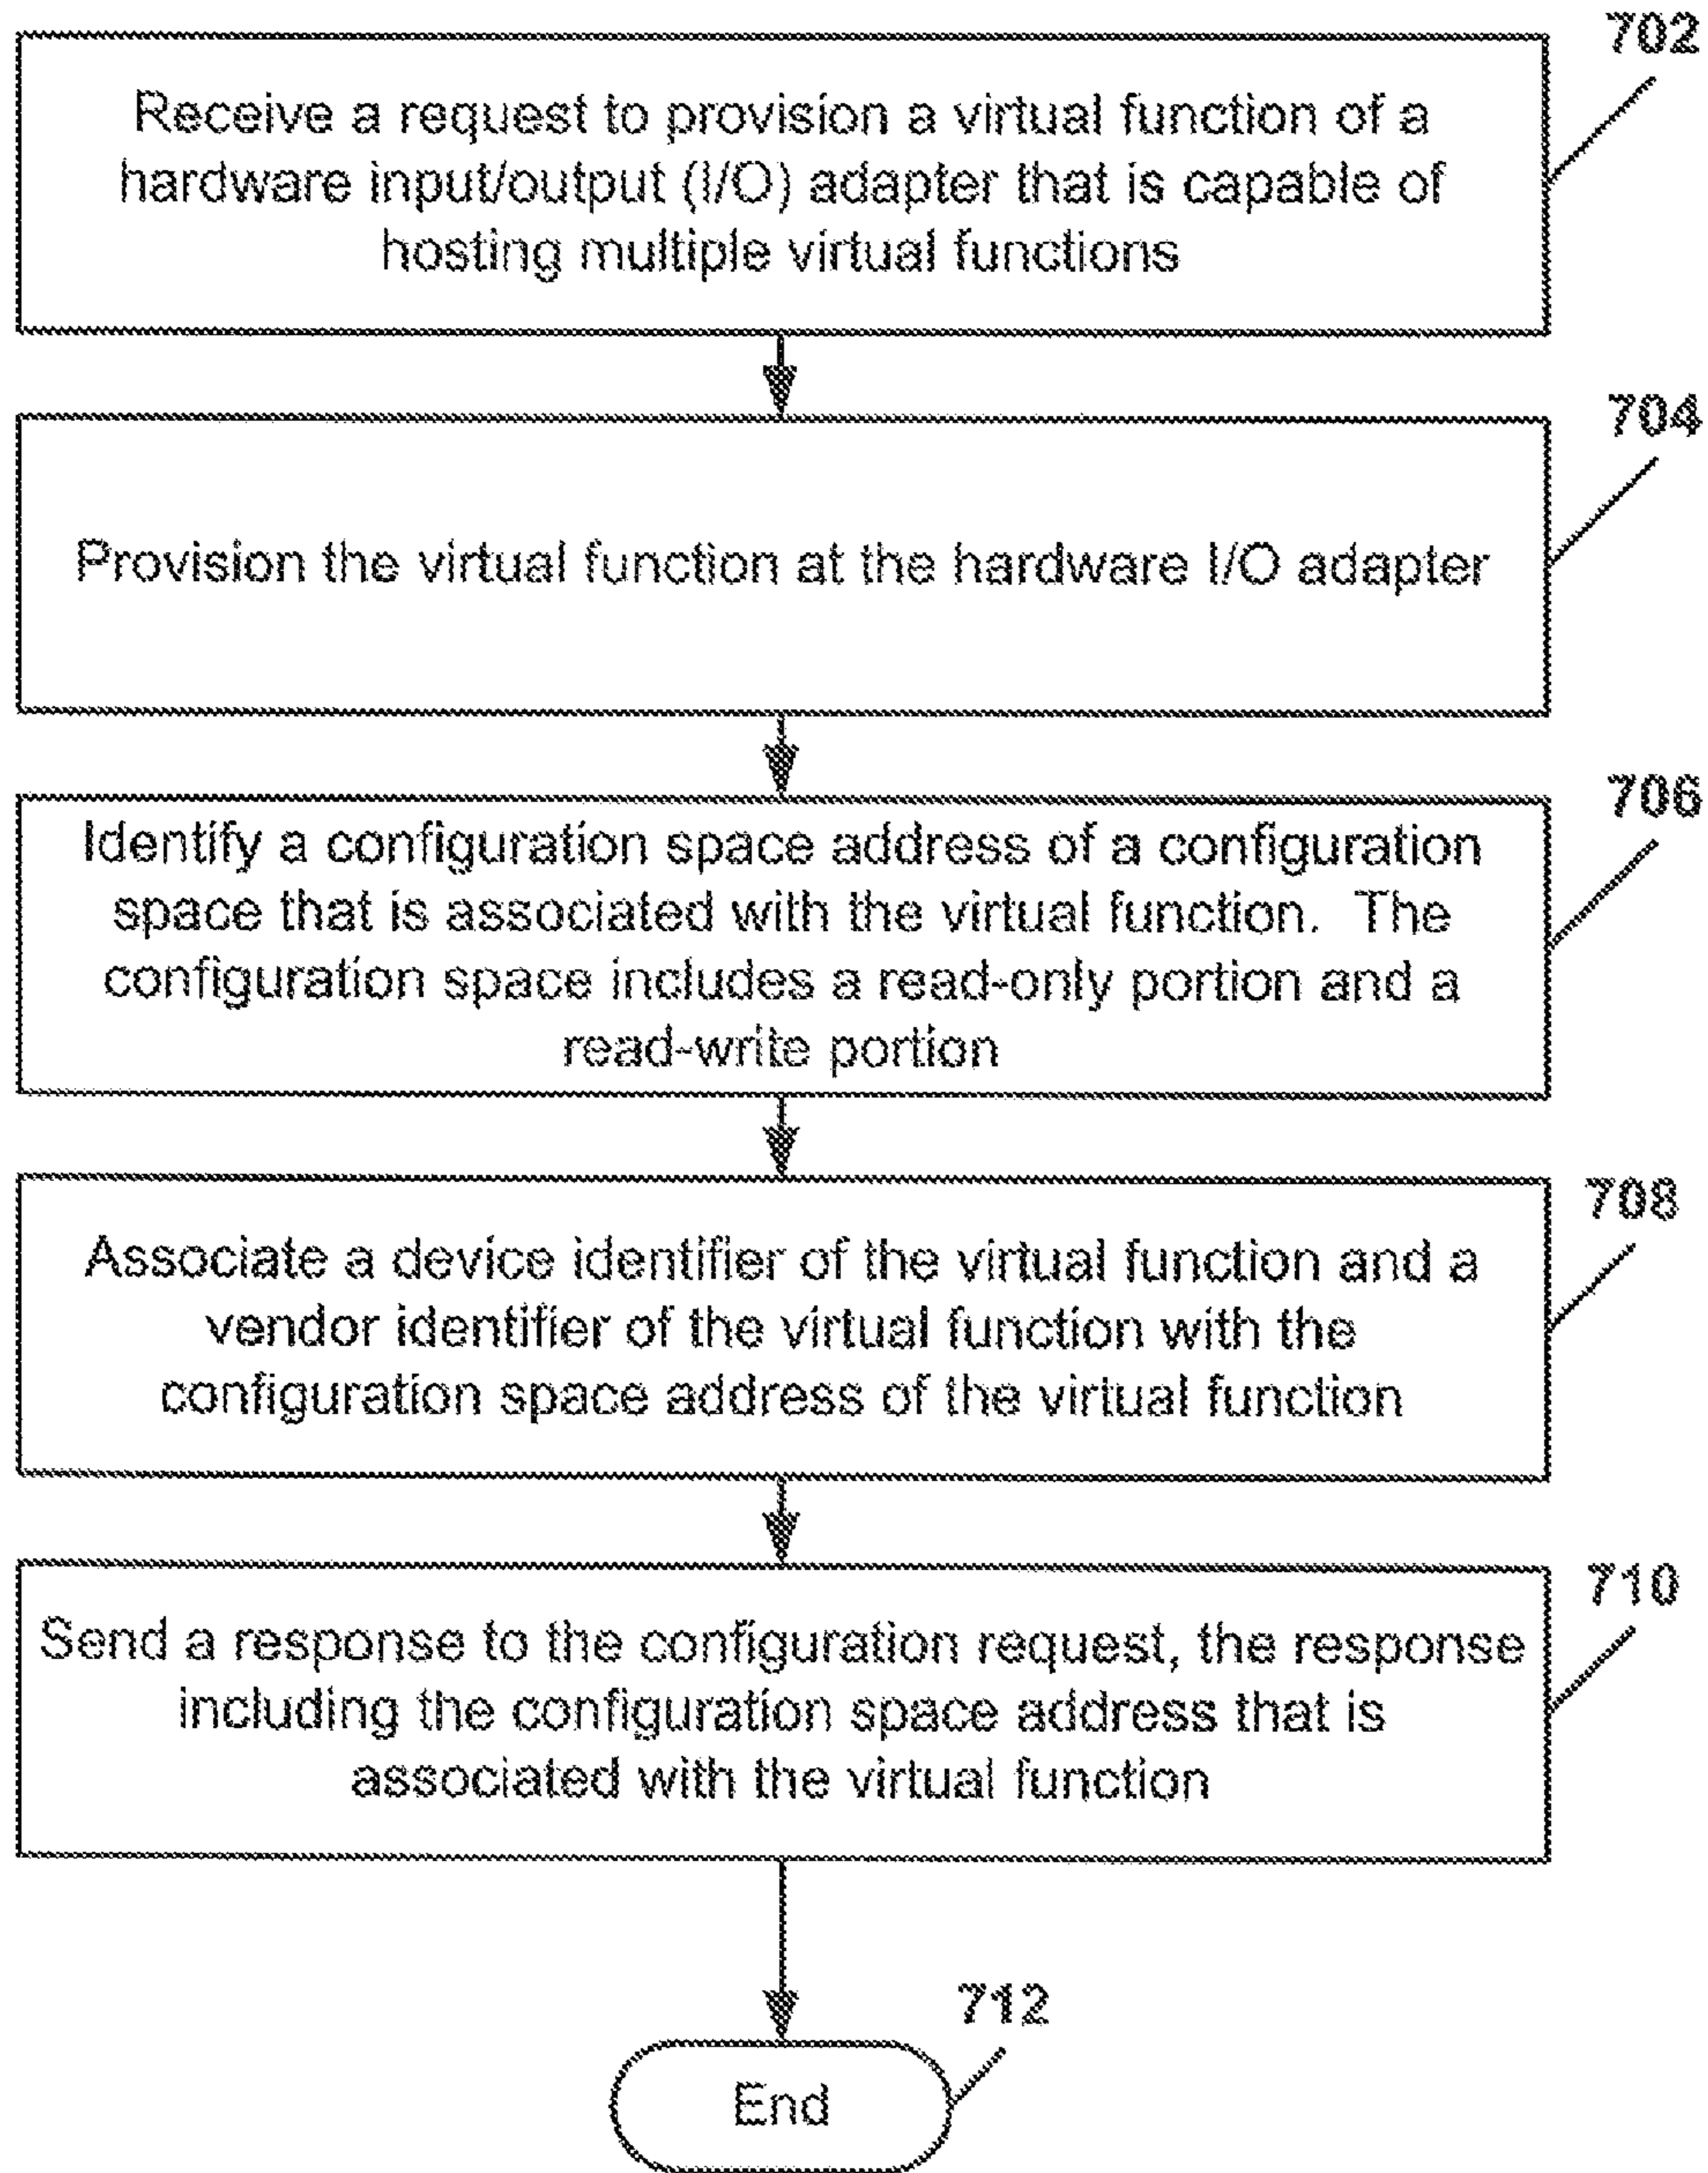 702
Receive a request to provision a virtual function of a
hardware input/output (I/O) adapter that is capable of
hosting multiple virtual functions
704
Provision the virtual function at the hardware I/O adapter
706
Identify a configuration space address of a configuration
space that is associated with the virtual function. The
configuration space includes a read-only portion and a
read-write portion
708
Associate a device identifier of the virtual function and a
vendor identifier of the virtual function with the
configuration space address of the virtual function
710
Send a response to the configuration request, the response
including the configuration space address that is
associated with the virtual function
712
End